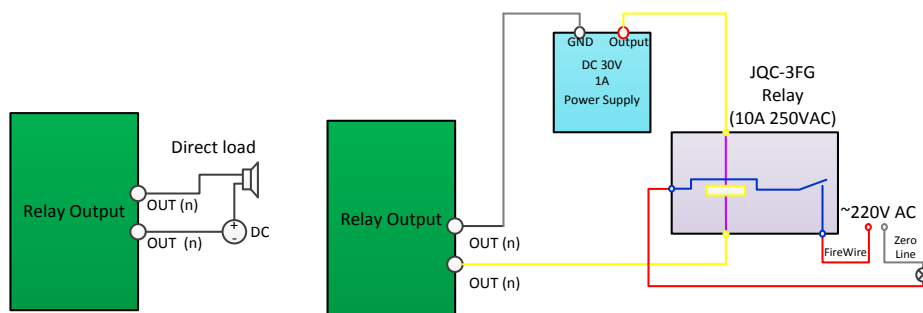 Relay Output
Direct load
OUT (n)
OUT (n)
+
-
DC
Relay Output
OUT (n)
OUT (n)
GND
Output
DC 30V
1A
Power Supply
JQC-3FG
Relay
(10A 250VAC)
~220V AC
FireWire
Zero
Line